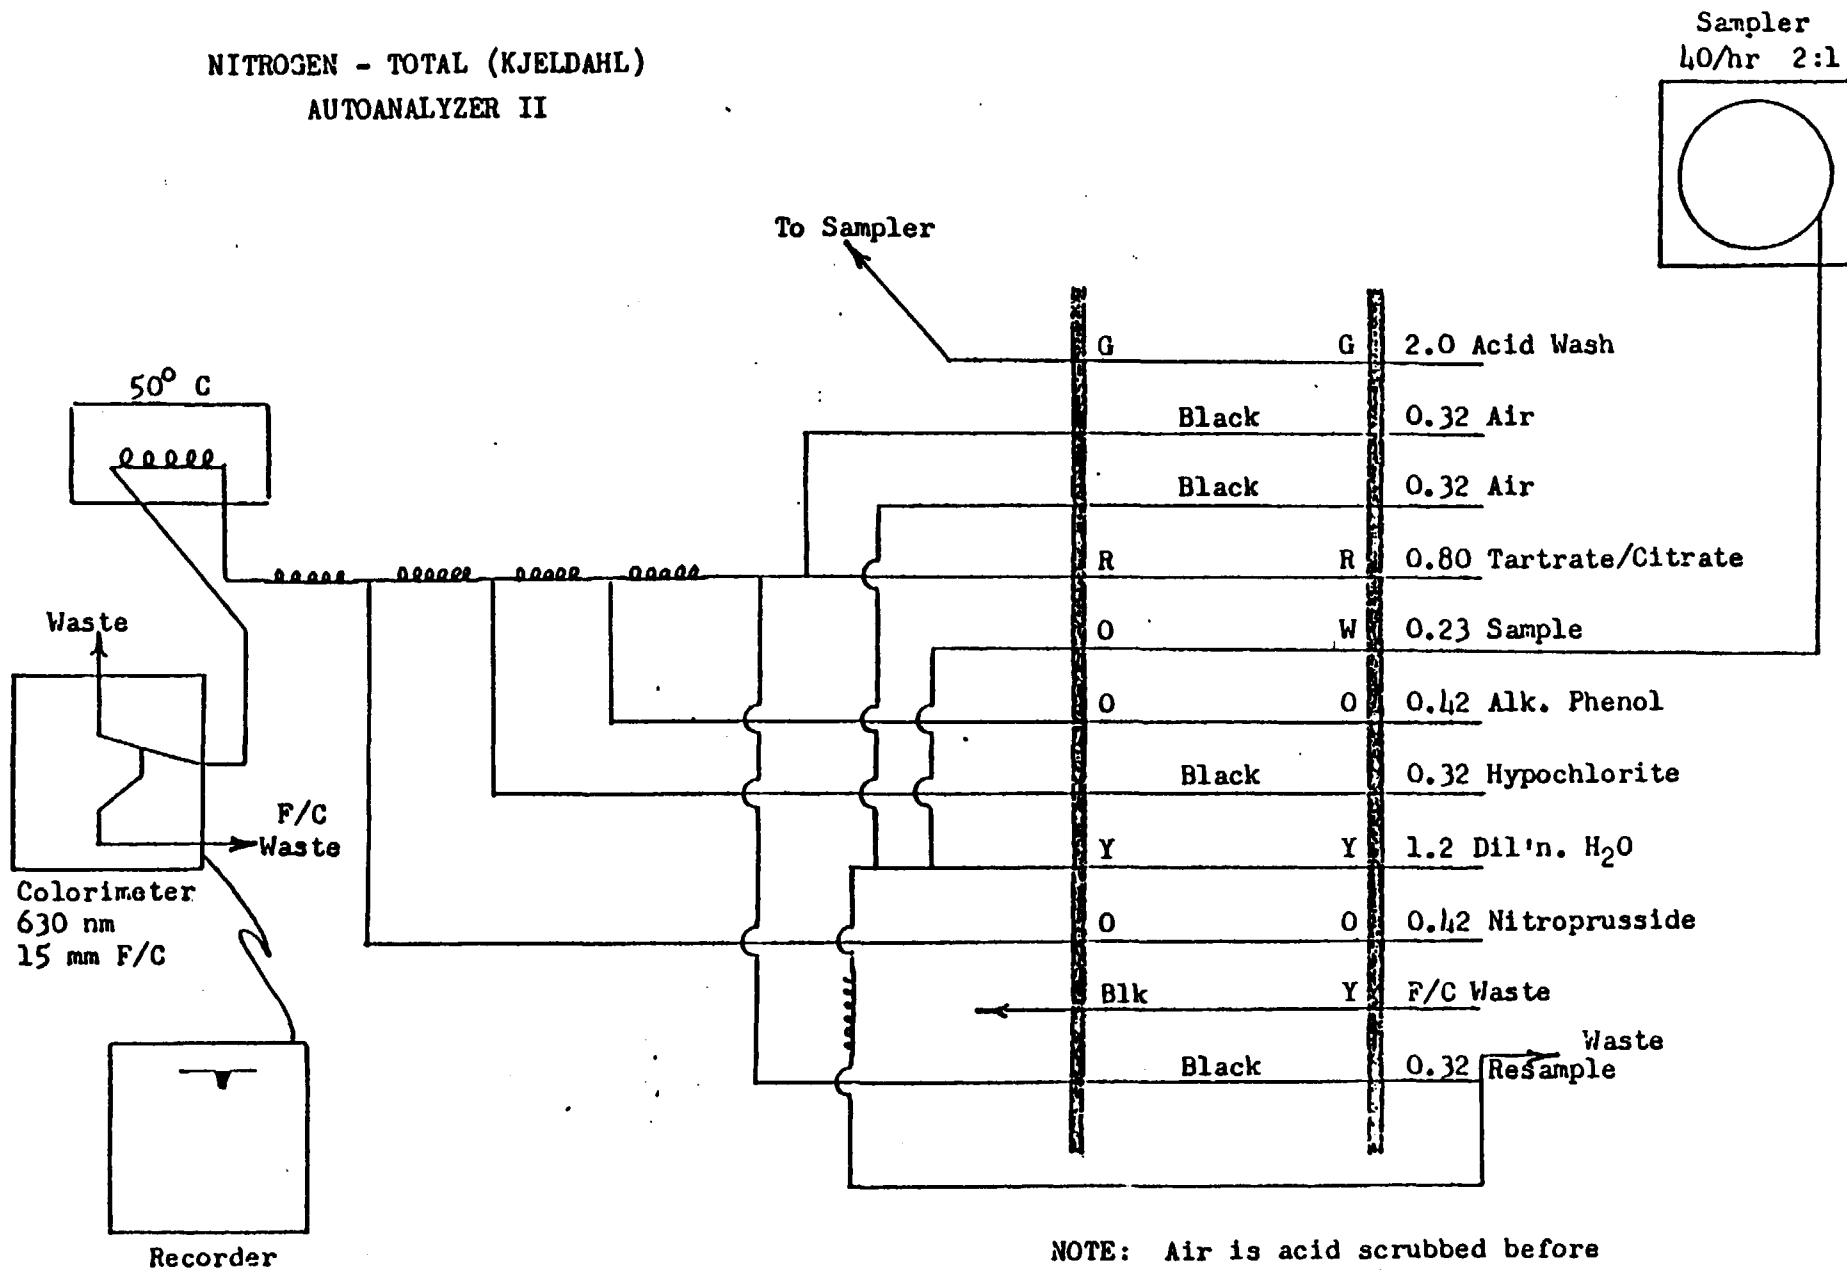 NITROGEN - TOTAL (KJELDAHL)
AUTOANALYZER II
Sampler
40/hr 2:1
To Sampler
G G 2.0 Acid Wash
Black 0.32 Air
Black 0.32 Air
R R 0.80 Tartrate/Citrate
O W 0.23 Sample
O O 0.42 Alk. Phenol
Black 0.32 Hypochlorite
Y Y 1.2 Dil'n. H₂O
O O 0.42 Nitroprusside
Blk Y F/C Waste
Waste
Black 0.32 Resample
50° C
Waste
F/C
Waste
Colorimeter
630 nm
15 mm F/C
Recorder
NOTE: Air is acid scrubbed before